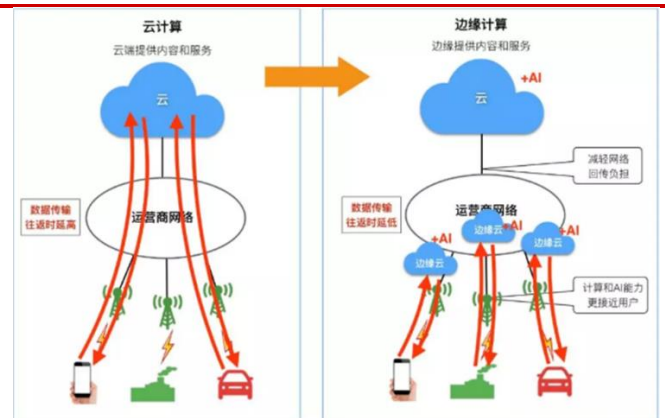 云计算
云端提供内容和服务
云
数据传输
往返时延高
运营商网络
边缘计算
边缘提供内容和服务
+AI
云
减轻网络
回传负担
数据传输
往返时延低
运营商网络
+AI
边缘云
+AI
边缘云
+AI
边缘云
计算和AI能力
更接近用户